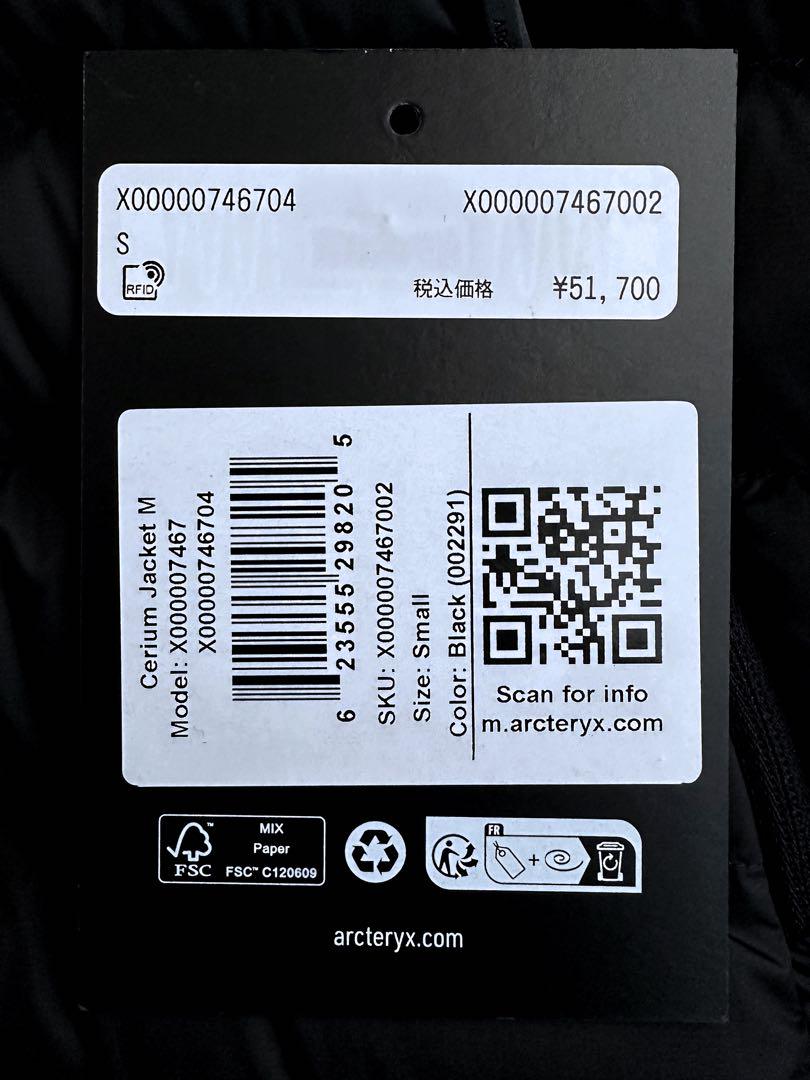 X00000746704
X000007467002
S
RFID
税込価格
¥51,700
Cerium Jacket M
Model: X000007467
X00000746704
6 23555 29820 5
SKU: X000007467002
Size: Small
Color: Black (002291)
Scan for info
m.arcteryx.com
FSC™
MIX
Paper
FSC™ C120609
FR
+
arcteryx.com